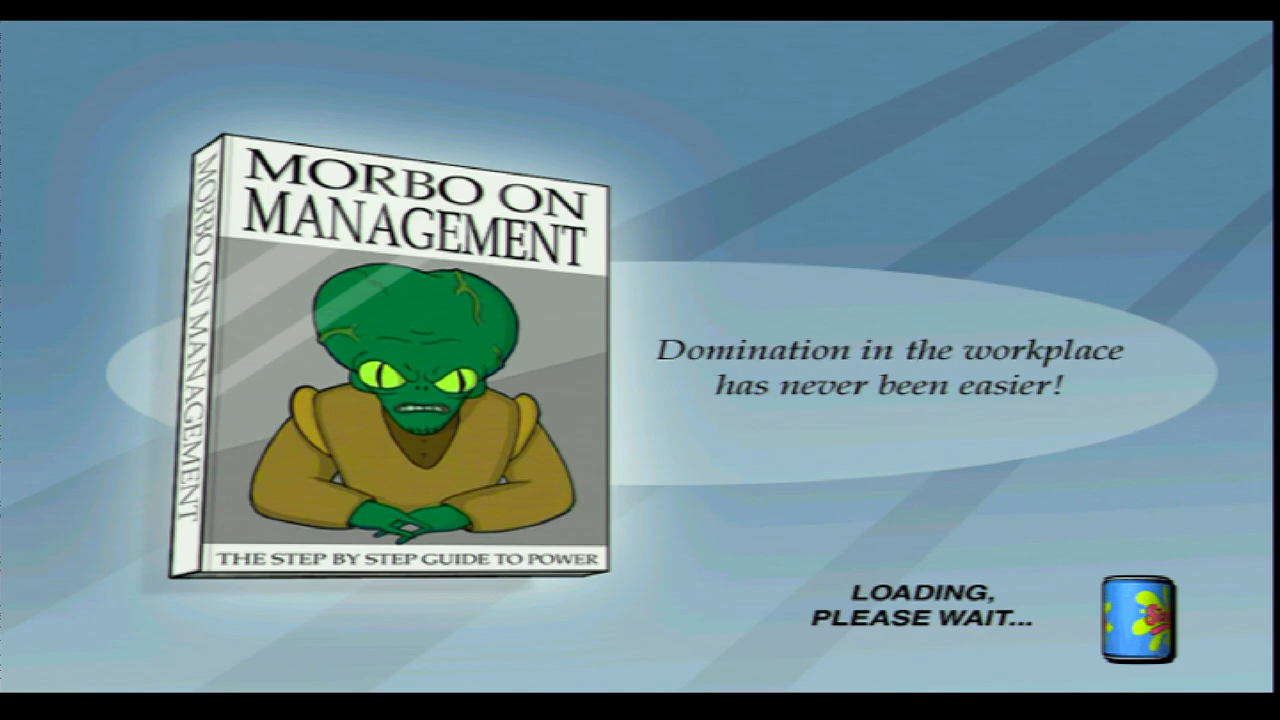 MORBO ON
MANAGEMENT
MORBO ON MANAGEMENT
Domination in the workplace
has never been easier!
THE STEP BY STEP GUIDE TO POWER
LOADING,
PLEASE WAIT...